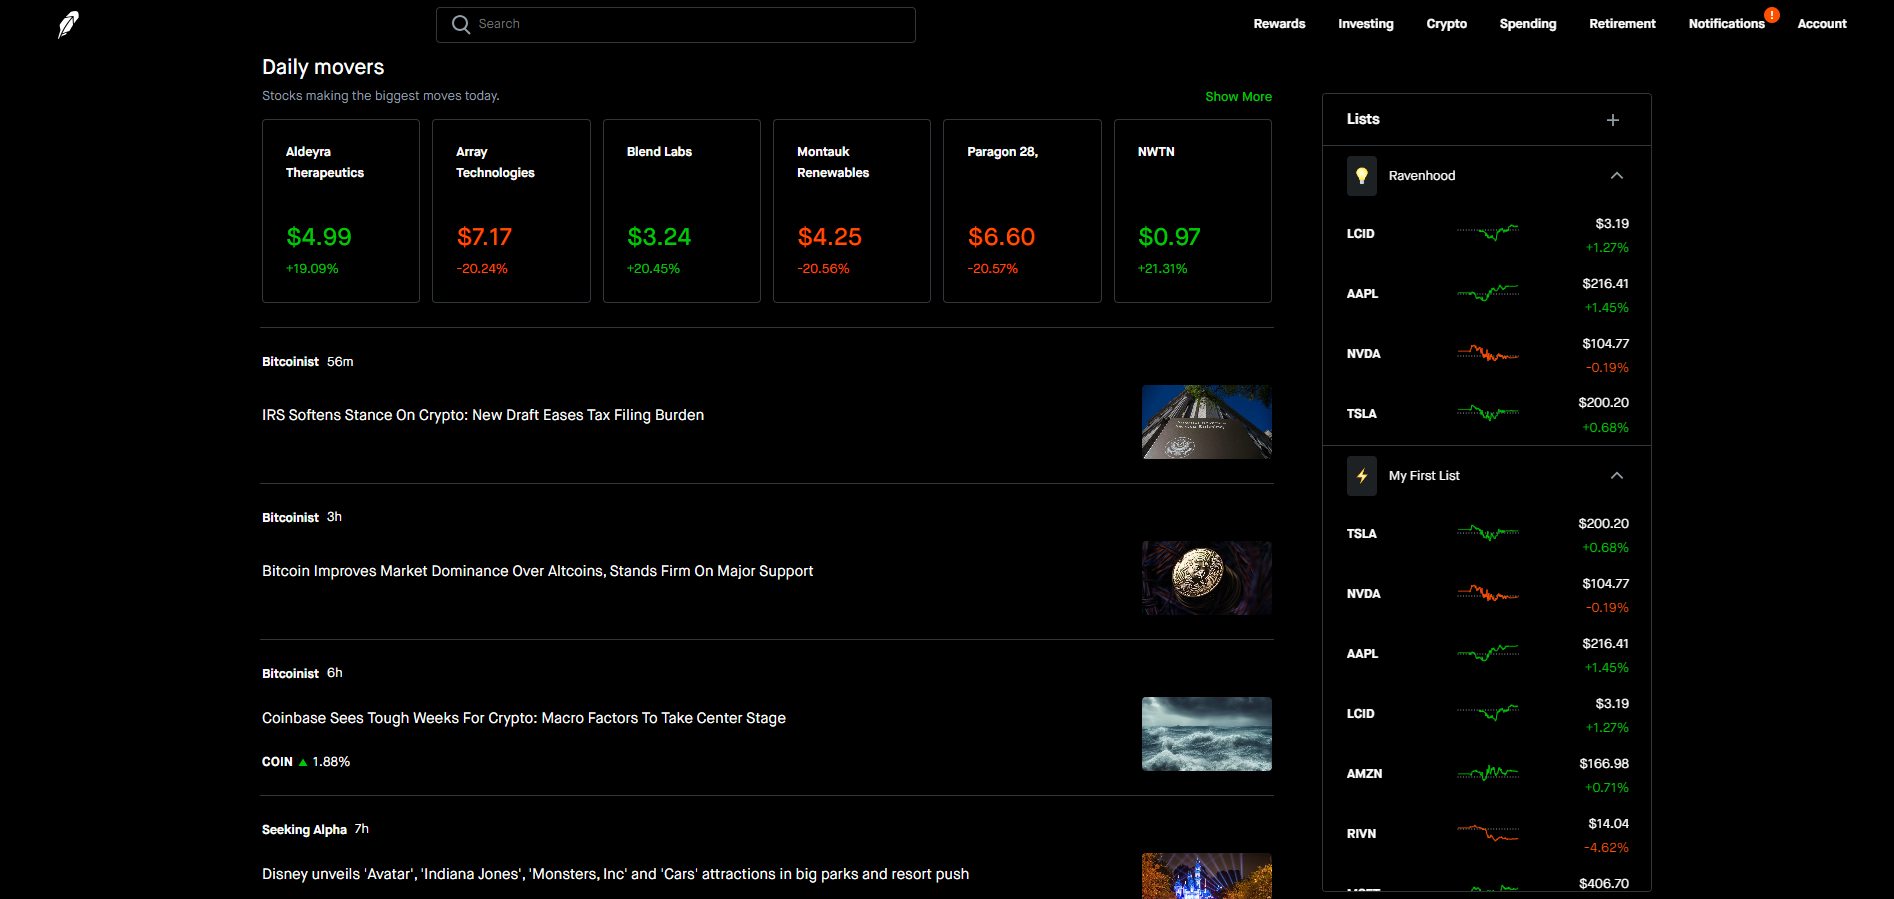 Search
Rewards
Investing
Crypto
Spending
Retirement
Notifications
!
Account
Daily movers
Stocks making the biggest moves today.
Show More
Aldeyra
Therapeutics
$4.99
+19.09%
Array
Technologies
$7.17
-20.24%
Blend Labs
$3.24
+20.45%
Montauk
Renewables
$4.25
-20.56%
Paragon 28,
$6.60
-20.57%
NWTN
$0.97
+21.31%
Bitcoinist 56m
IRS Softens Stance On Crypto: New Draft Eases Tax Filing Burden
Bitcoinist 3h
Bitcoin Improves Market Dominance Over Altcoins, Stands Firm On Major Support
Bitcoinist 6h
Coinbase Sees Tough Weeks For Crypto: Macro Factors To Take Center Stage
COIN ▲ 1.88%
Seeking Alpha 7h
Disney unveils 'Avatar', 'Indiana Jones', 'Monsters, Inc' and 'Cars' attractions in big parks and resort push
Lists
Ravenhood
LCID
$3.19
+1.27%
AAPL
$216.41
+1.45%
NVDA
$104.77
-0.19%
TSLA
$200.20
+0.68%
My First List
TSLA
$200.20
+0.68%
NVDA
$104.77
-0.19%
AAPL
$216.41
+1.45%
LCID
$3.19
+1.27%
AMZN
$166.98
+0.71%
RIVN
$14.04
-4.62%
$406.70